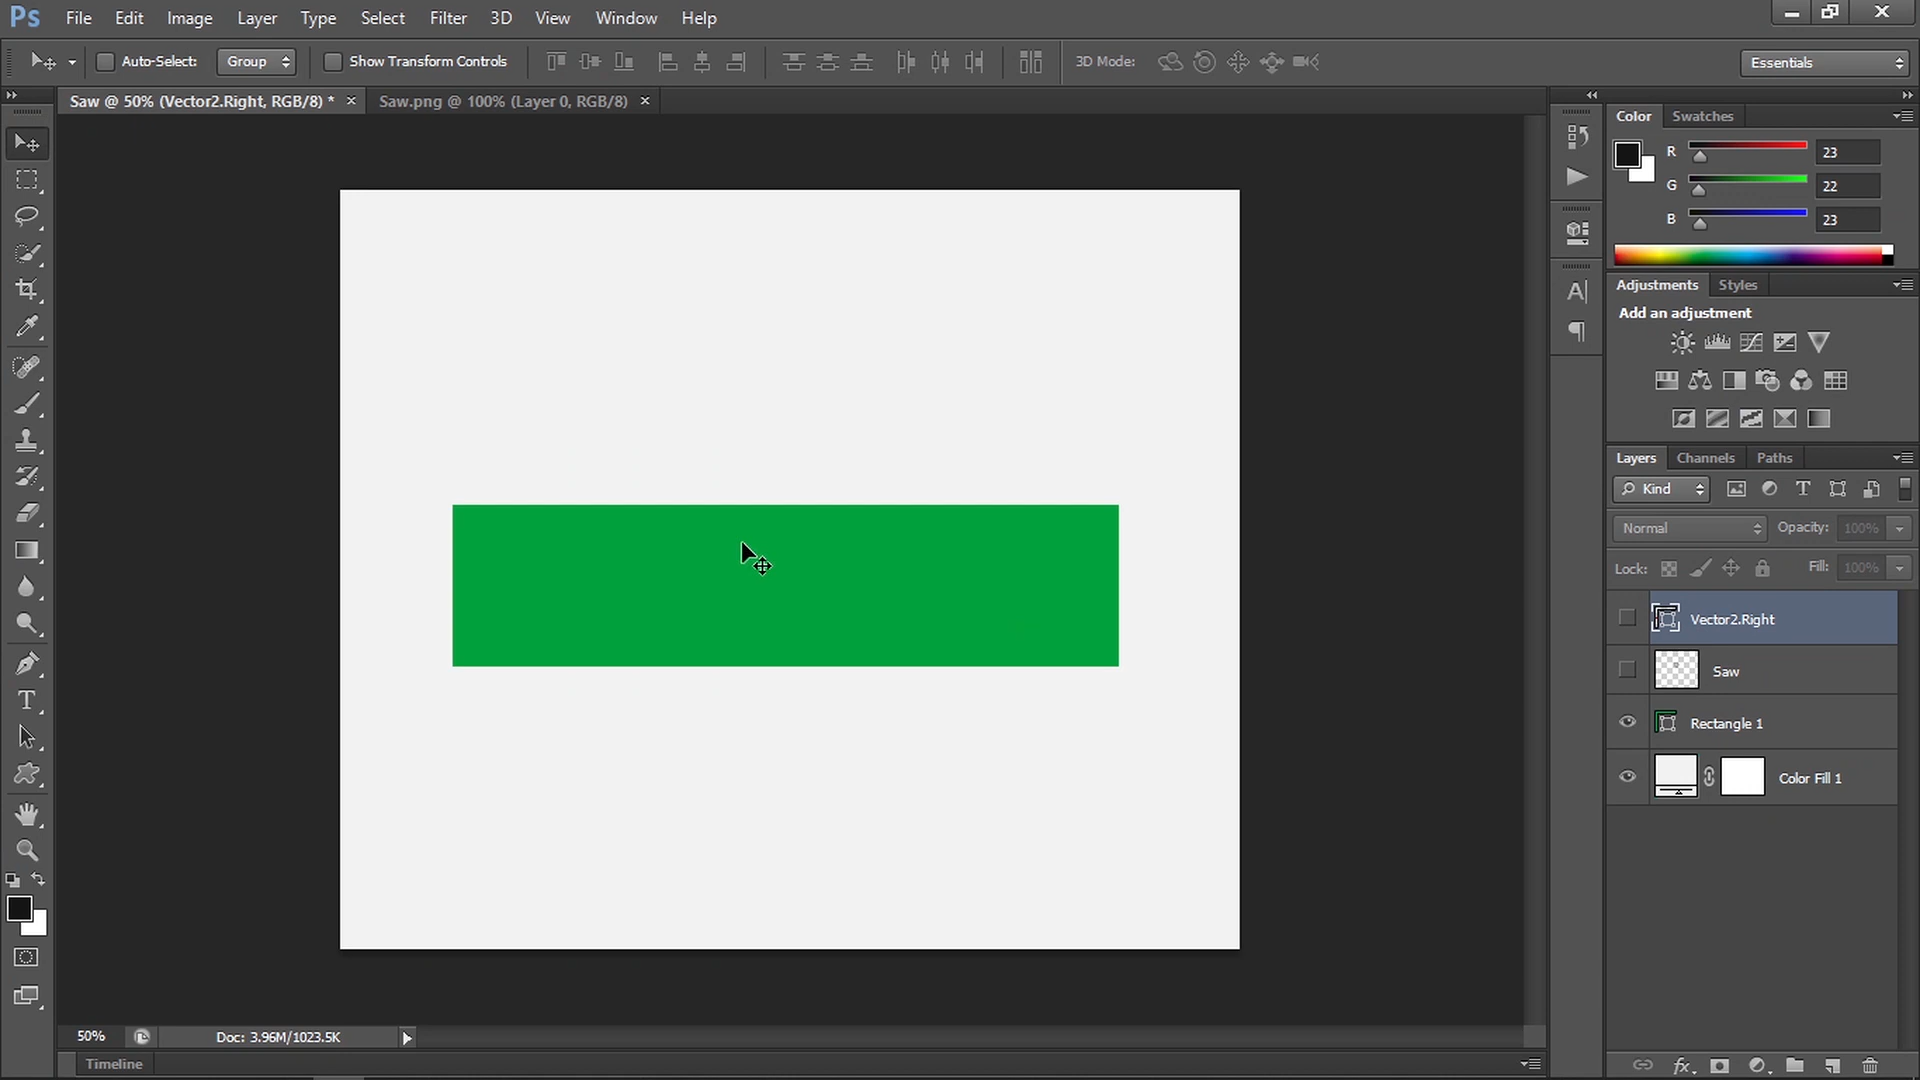 Ps File Edit Image Layer Type Select Filter 3D View Window Help
Auto-Select: Group Show Transform Controls 3D Mode: Essentials
Saw @ 50% (Vector2.Right, RGB/8) * × Saw.png @ 100% (Layer 0, RGB/8) ×
Color Swatches
R 23
G 22
B 23
Adjustments Styles
Add an adjustment
Layers Channels Paths
Kind
Normal Opacity: 100%
Lock: Fill: 100%
Vector2.Right
Saw
Rectangle 1
Color Fill 1
50% Doc: 3.96M/1023.5K
Timeline